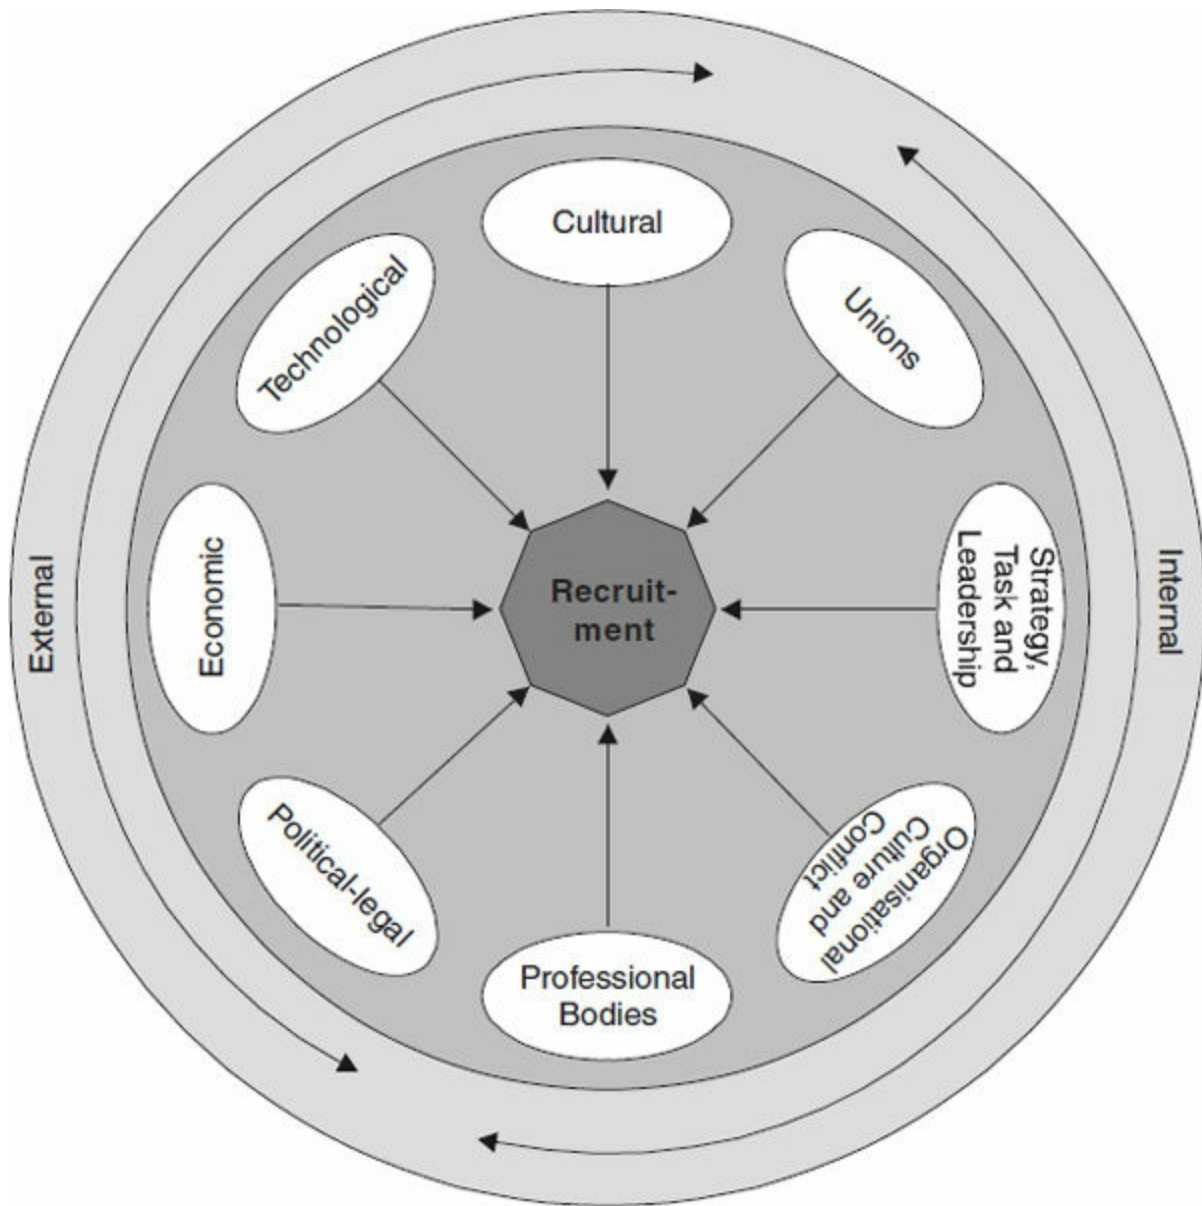 Cultural
Technological
Unions
External
Economic
Recruit-
ment
Strategy,
Task and
Leadership
Internal
Political-legal
Organisational
Culture and
Conflict
Professional
Bodies